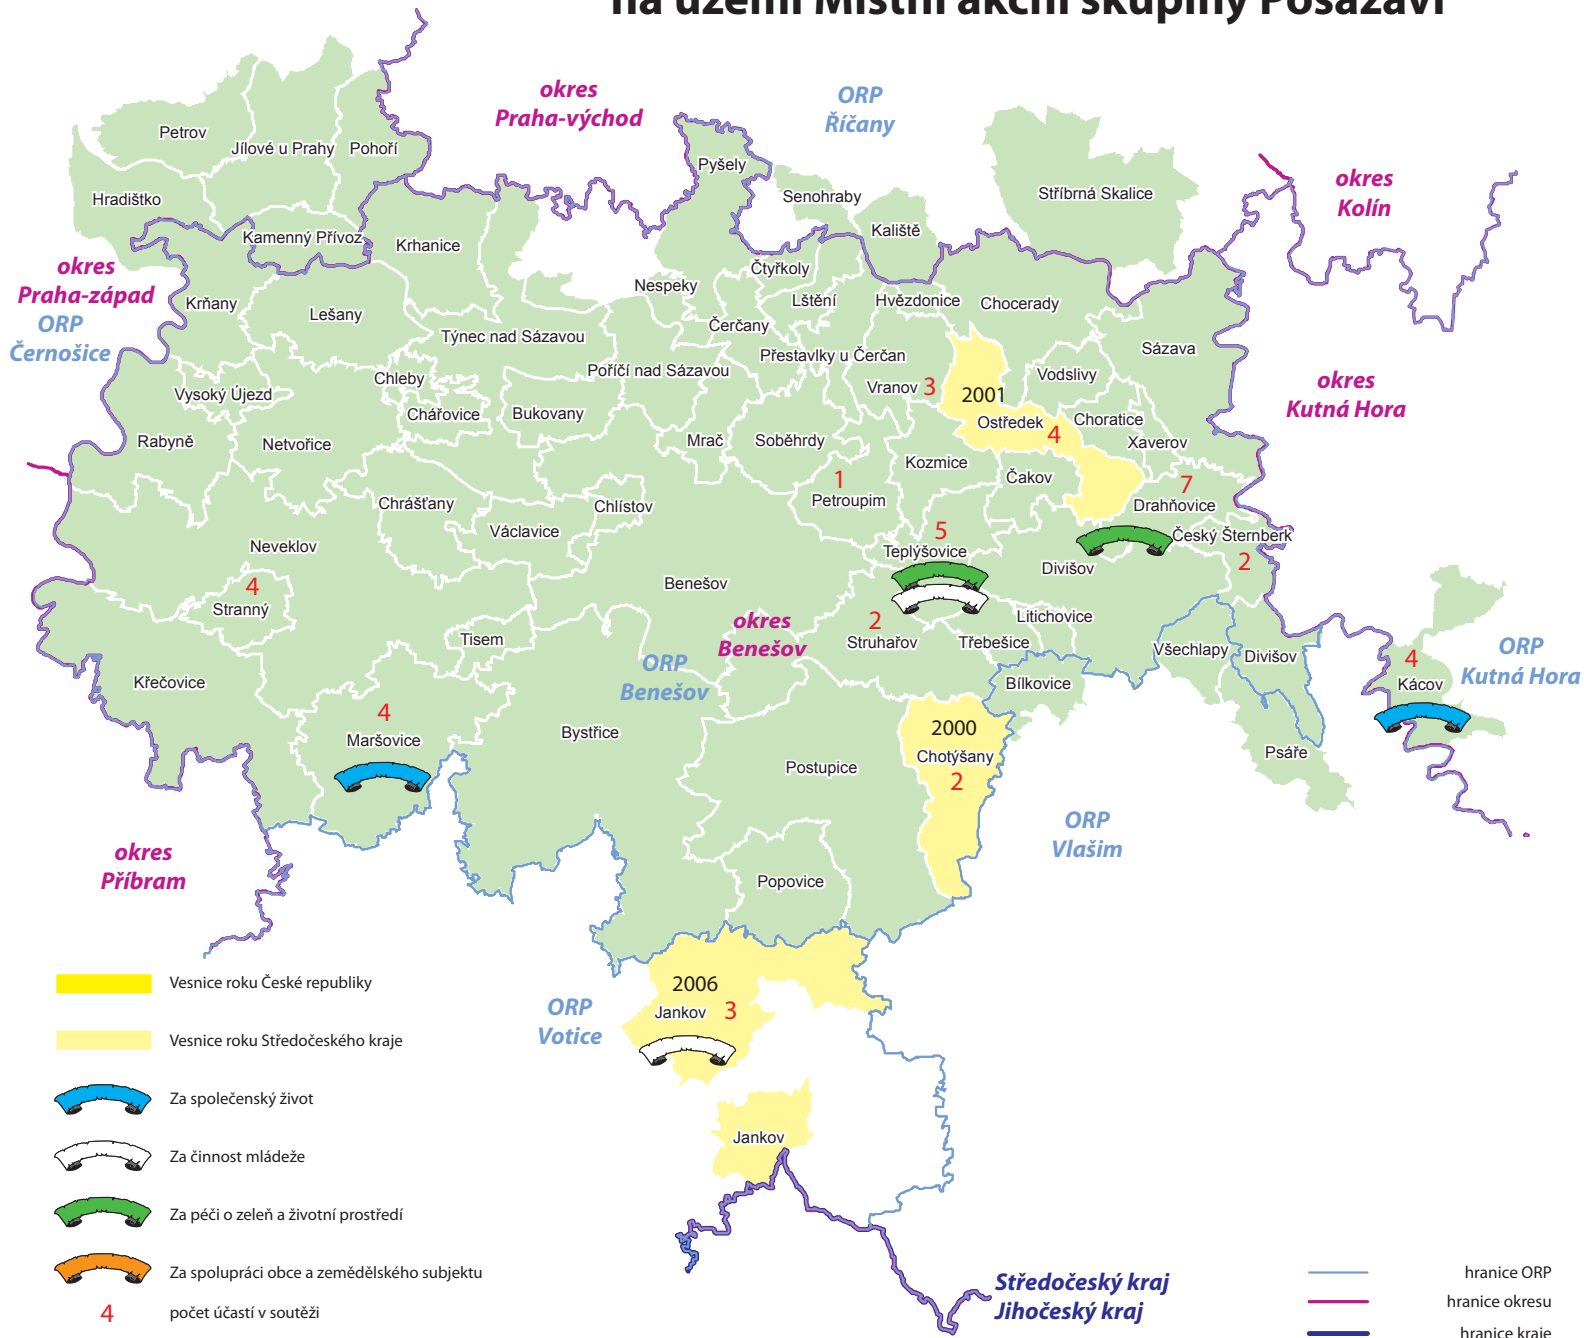 na území Místní akční skupiny Posázaví
okres
Praha-východ
ORP
Říčany
Petrov
Jílové u Prahy
Pohoří
Pyšely
Senohraby
Stříbrná Skalice
okres
Kolín
Hradištko
Kamenný Přívoz
Krhanice
Kaliště
okres
Praha-západ
ORP
Černošice
Krňany
Lešany
Nespeky
Čtyřkoly
Lštění
Hvězdonice
Chocerady
Týnec nad Sázavou
Čerčany
Přestavlky u Čerčan
Sázava
Vysoký Újezd
Chleby
Poříčí nad Sázavou
Vranov 3
2001
Vodslivy
okres
Kutná Hora
Chářovice
Bukovany
Ostředek
4
Choratice
Rabyně
Netvořice
Mrač
Soběhrdy
Xaverov
Kozmice
Čakov
1
Petroupim
7
Drahňovice
Chrášťany
Chlístov
Václavice
5
Teplýšovice
Český Šternberk
2
Neveklov
Divišov
Benešov
4
Stranný
okres
Benešov
2
Struhařov
Litichovice
Třebešice
Tisem
ORP
Benešov
Všechlapy
Divišov
4
Kácov
ORP
Kutná Hora
Křečovice
Bílkovice
4
Maršovice
Bystřice
2000
Chotýšany
2
Postupice
Psáře
okres
Příbram
ORP
Vlašim
Popovice
2006
Jankov 3
ORP
Votice
Jankov
Vesnice roku České republiky
Vesnice roku Středočeského kraje
Za společenský život
Za činnost mládeže
Za péči o zeleň a životní prostředí
Za spolupráci obce a zemědělského subjektu
4 počet účastí v soutěži
Středočeský kraj
Jihočeský kraj
hranice ORP
hranice okresu
hranice kraje